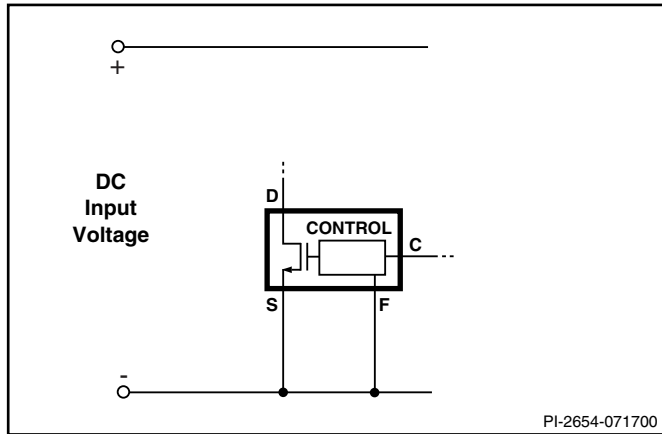 +
DC
Input
Voltage
D
CONTROL
C
S
F
-
PI-2654-071700